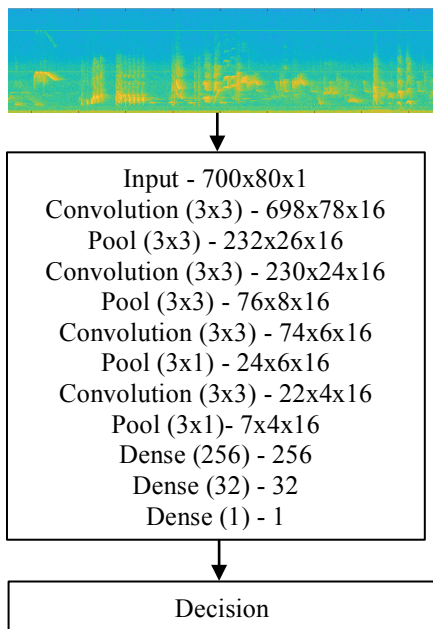 Input - 700x80x1
Convolution (3x3) - 698x78x16
Pool (3x3) - 232x26x16
Convolution (3x3) - 230x24x16
Pool (3x3) - 76x8x16
Convolution (3x3) - 74x6x16
Pool (3x1) - 24x6x16
Convolution (3x3) - 22x4x16
Pool (3x1)- 7x4x16
Dense (256) - 256
Dense (32) - 32
Dense (1) - 1
Decision